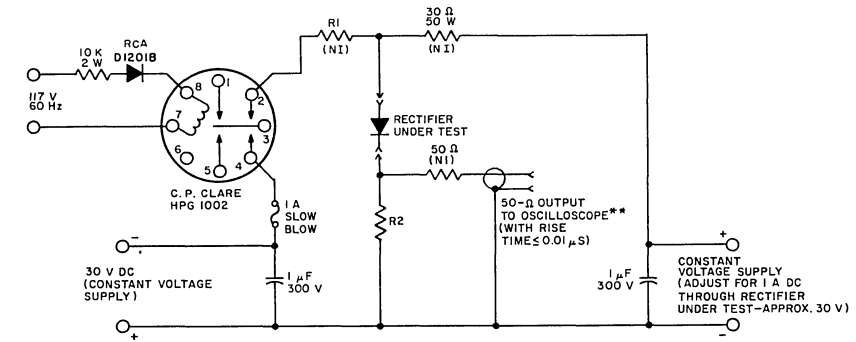 10 K
2 W
RCA
D1201B
117 V
60 Hz
8
1
2
7
3
6
5
4
C. P. CLARE
HPG 1002
R1
(NI)
30 Ω
50 W
(NI)
RECTIFIER
UNDER TEST
50 Ω
(NI)
R2
50-Ω OUTPUT
TO OSCILLOSCOPE**
(WITH RISE
TIME≤0.01 μS)
1 A
SLOW
BLOW
-
30 V DC
(CONSTANT VOLTAGE
SUPPLY)
+
1 μF
300 V
1 μF
300 V
+
CONSTANT
VOLTAGE SUPPLY
(ADJUST FOR 1 A DC
THROUGH RECTIFIER
UNDER TEST-APPROX. 30 V)
-